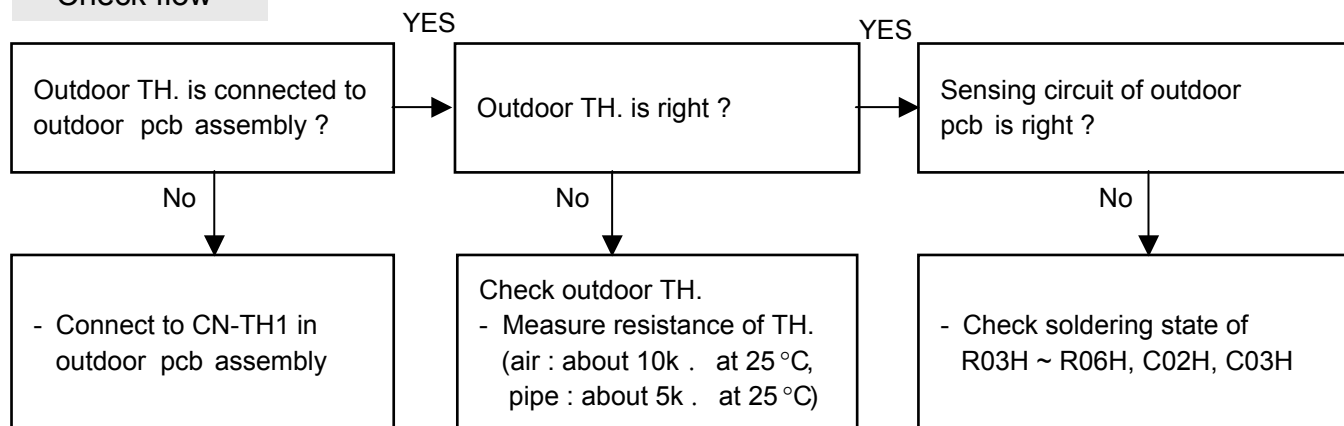 Check flow
YES
YES
Outdoor TH. is connected to
outdoor pcb assembly ?
Outdoor TH. is right ?
Sensing circuit of outdoor
pcb is right ?
No
No
No
- Connect to CN-TH1 in
outdoor pcb assembly
Check outdoor TH.
- Measure resistance of TH.
(air : about 10k . at 25 °C,
pipe : about 5k . at 25 °C)
- Check soldering state of
R03H ~ R06H, C02H, C03H